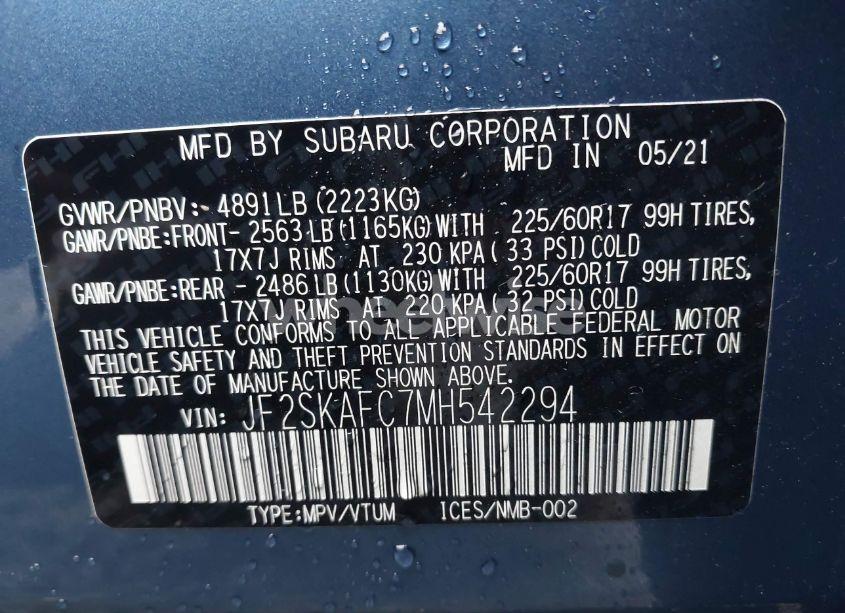 MFD BY SUBARU CORPORATION
MFD IN 05/21
GVWR/PNBV: 4891LB (2223KG)
GAWR/PNBE:FRONT- 2563 LB (1165KG) WITH 225/60R17 99H TIRES,
17X7J RIMS AT 230 KPA (33 PSI) COLD
GAWR/PNBE:REAR - 2486 LB (1130KG) WITH 225/60R17 99H TIRES,
17X7J RIMS AT 220 KPA (32 PSI) COLD
THIS VEHICLE CONFORMS TO ALL APPLICABLE FEDERAL MOTOR
VEHICLE SAFETY AND THEFT PREVENTION STANDARDS IN EFFECT ON
THE DATE OF MANUFACTURE SHOWN ABOVE.
VIN: JF2SKAFC7MH542294
TYPE:MPV/VTUM ICES/NMB-002